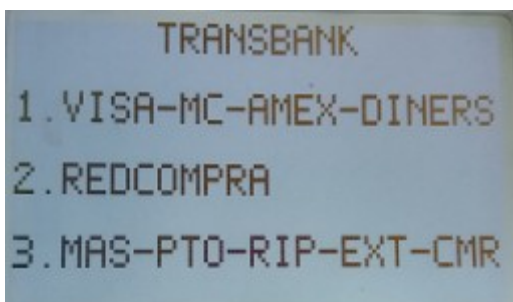 TRANSBANK
1.VISA-MC-AMEX-DINERS
2.REDCOMPRA
3.MAS-PTO-RIP-EXT-CMR